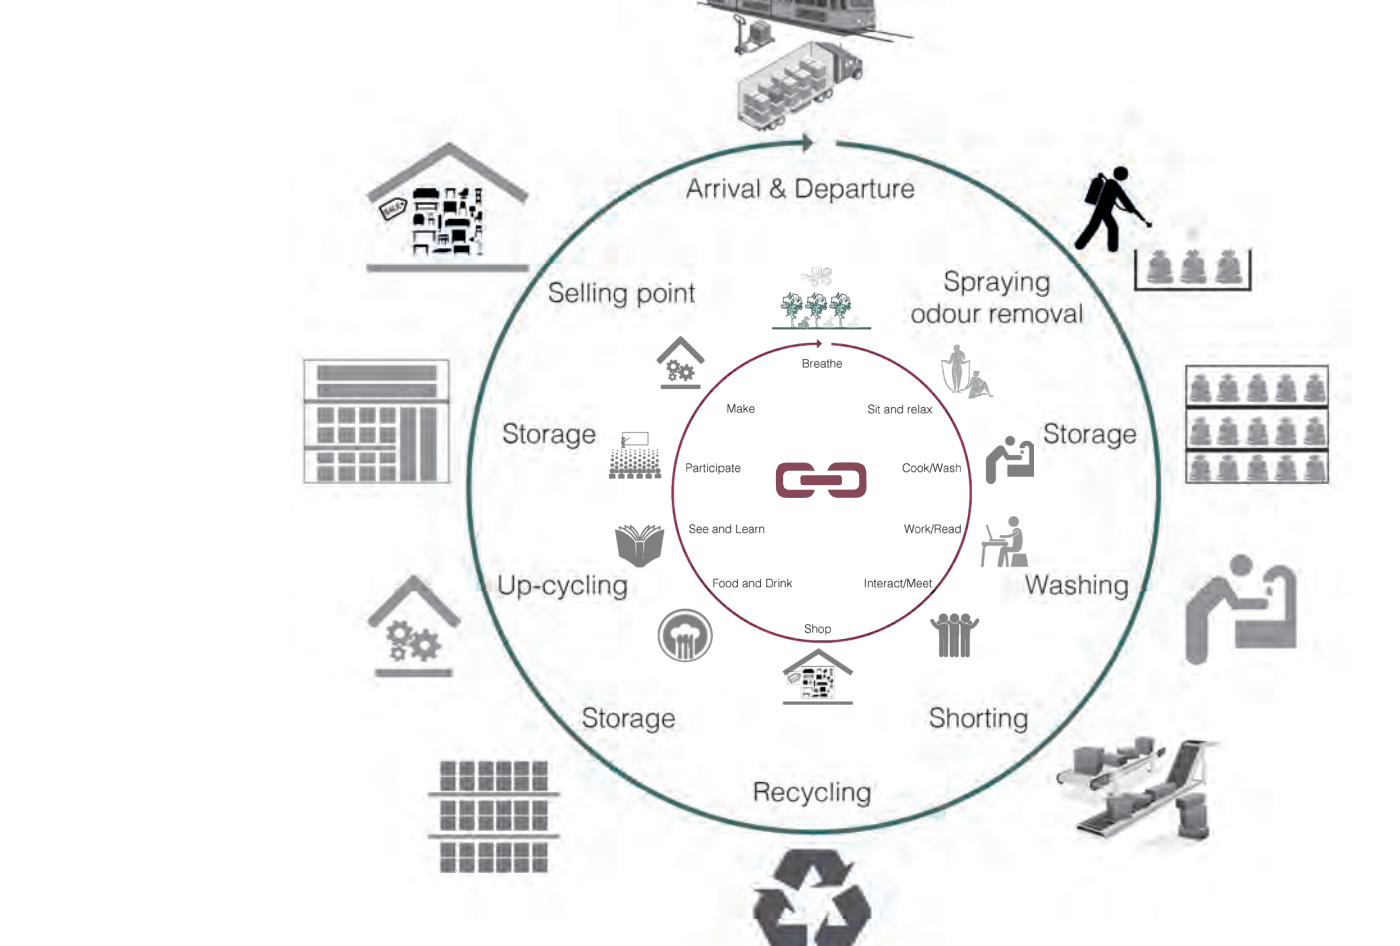 Arrival & Departure
SALE
Selling point
Spraying
odour removal
Breathe
Make
Sit and relax
Storage
Storage
Participate
Cook/Wash
See and Learn
Work/Read
Up-cycling
Food and Drink
Interact/Meet
Washing
Shop
Storage
Shorting
Recycling